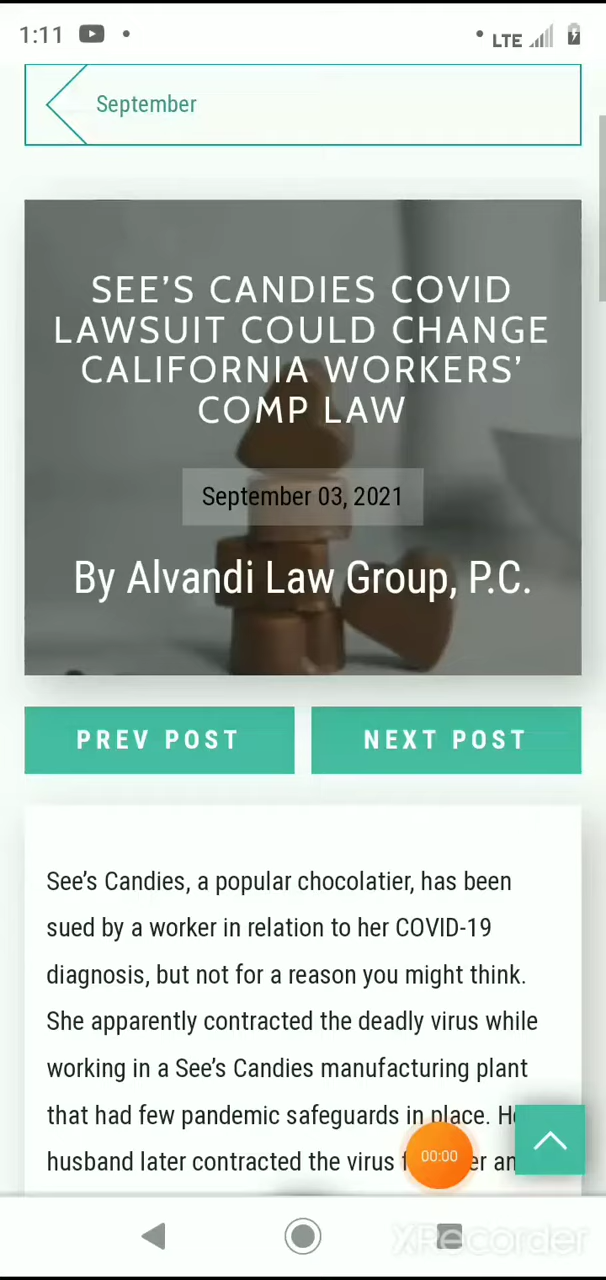 1:11
LTE
September
SEE'S CANDIES COVID
LAWSUIT COULD CHANGE
CALIFORNIA WORKERS'
COMP LAW
September 03, 2021
By Alvandi Law Group, P.C.
PREV POST
NEXT POST
See's Candies, a popular chocolatier, has been
sued by a worker in relation to her COVID-19
diagnosis, but not for a reason you might think.
She apparently contracted the deadly virus while
working in a See's Candies manufacturing plant
that had few pandemic safeguards in place.
husband later contracted the virus
00:00
XRecorder